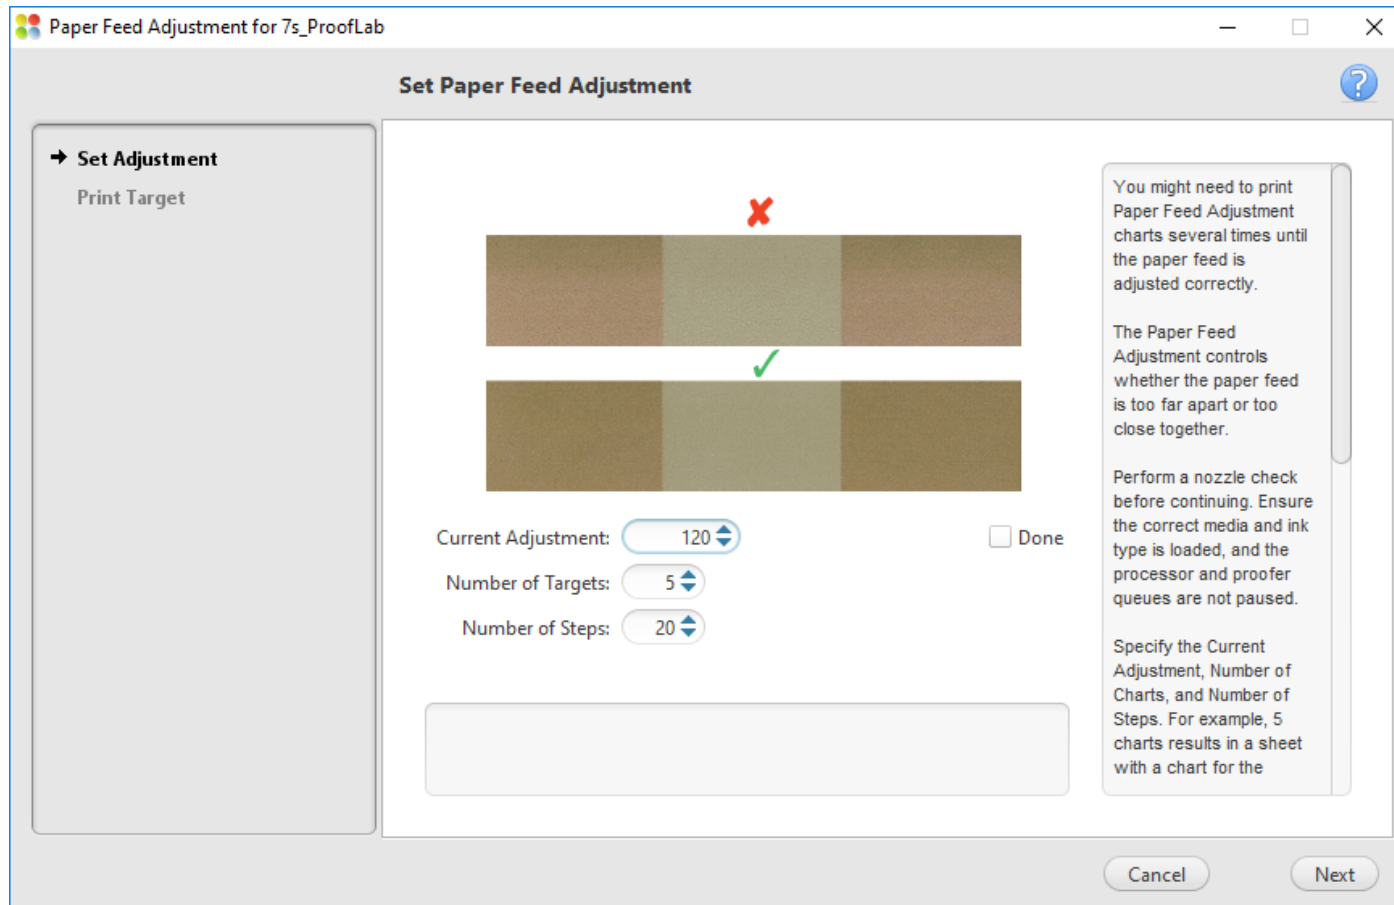 Paper Feed Adjustment for 7s_ProofLab
Set Paper Feed Adjustment
Set Adjustment
Print Target
Current Adjustment: 120
Done
Number of Targets: 5
Number of Steps: 20
You might need to print
Paper Feed Adjustment
charts several times until
the paper feed is
adjusted correctly.
The Paper Feed
Adjustment controls
whether the paper feed
is too far apart or too
close together.
Perform a nozzle check
before continuing. Ensure
the correct media and ink
type is loaded, and the
processor and proofer
queues are not paused.
Specify the Current
Adjustment, Number of
Charts, and Number of
Steps. For example, 5
charts results in a sheet
with a chart for the
Cancel
Next